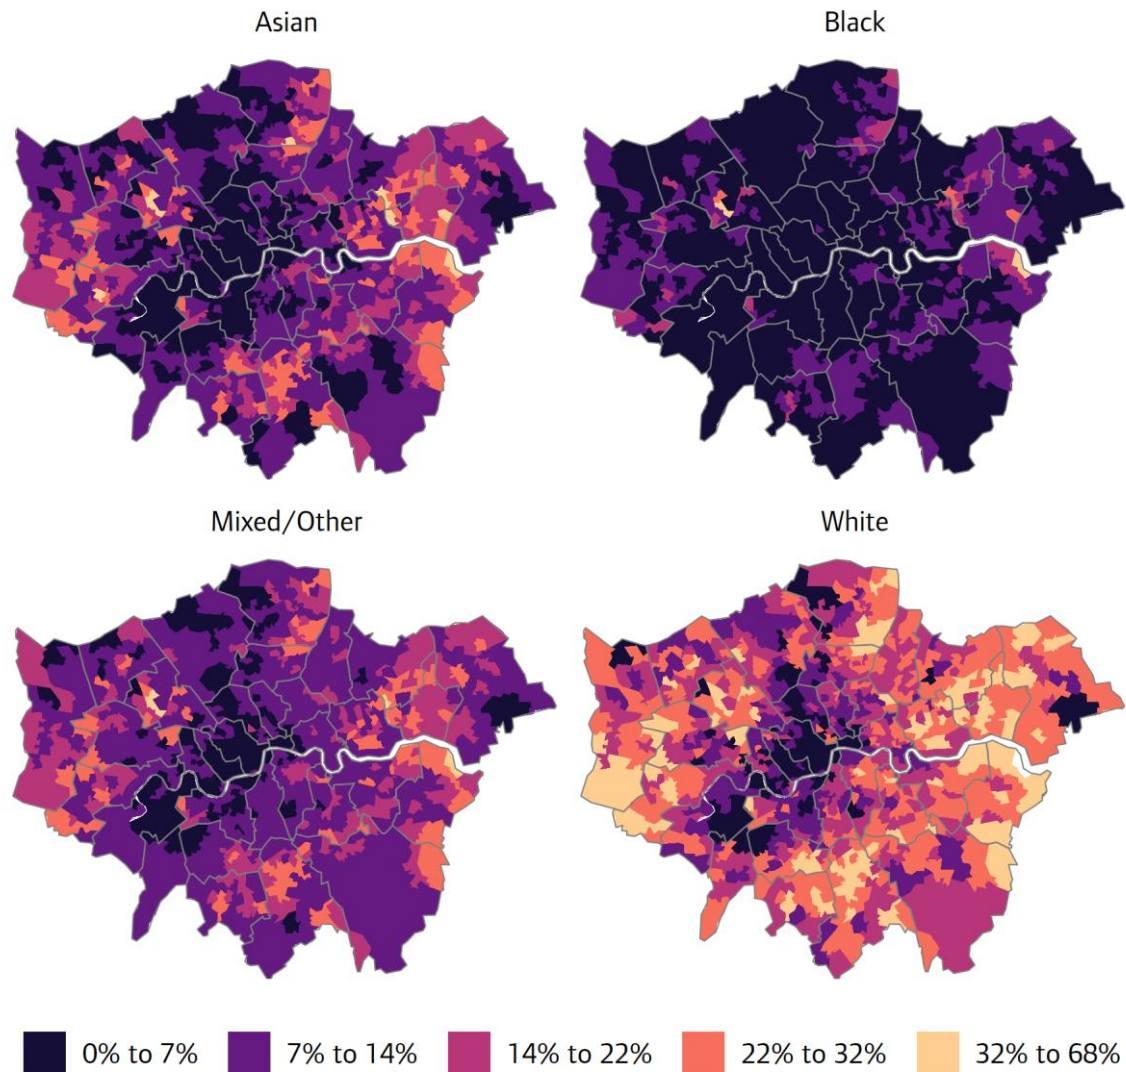 Asian
Black
Mixed/Other
White
0% to 7%
7% to 14%
14% to 22%
22% to 32%
32% to 68%